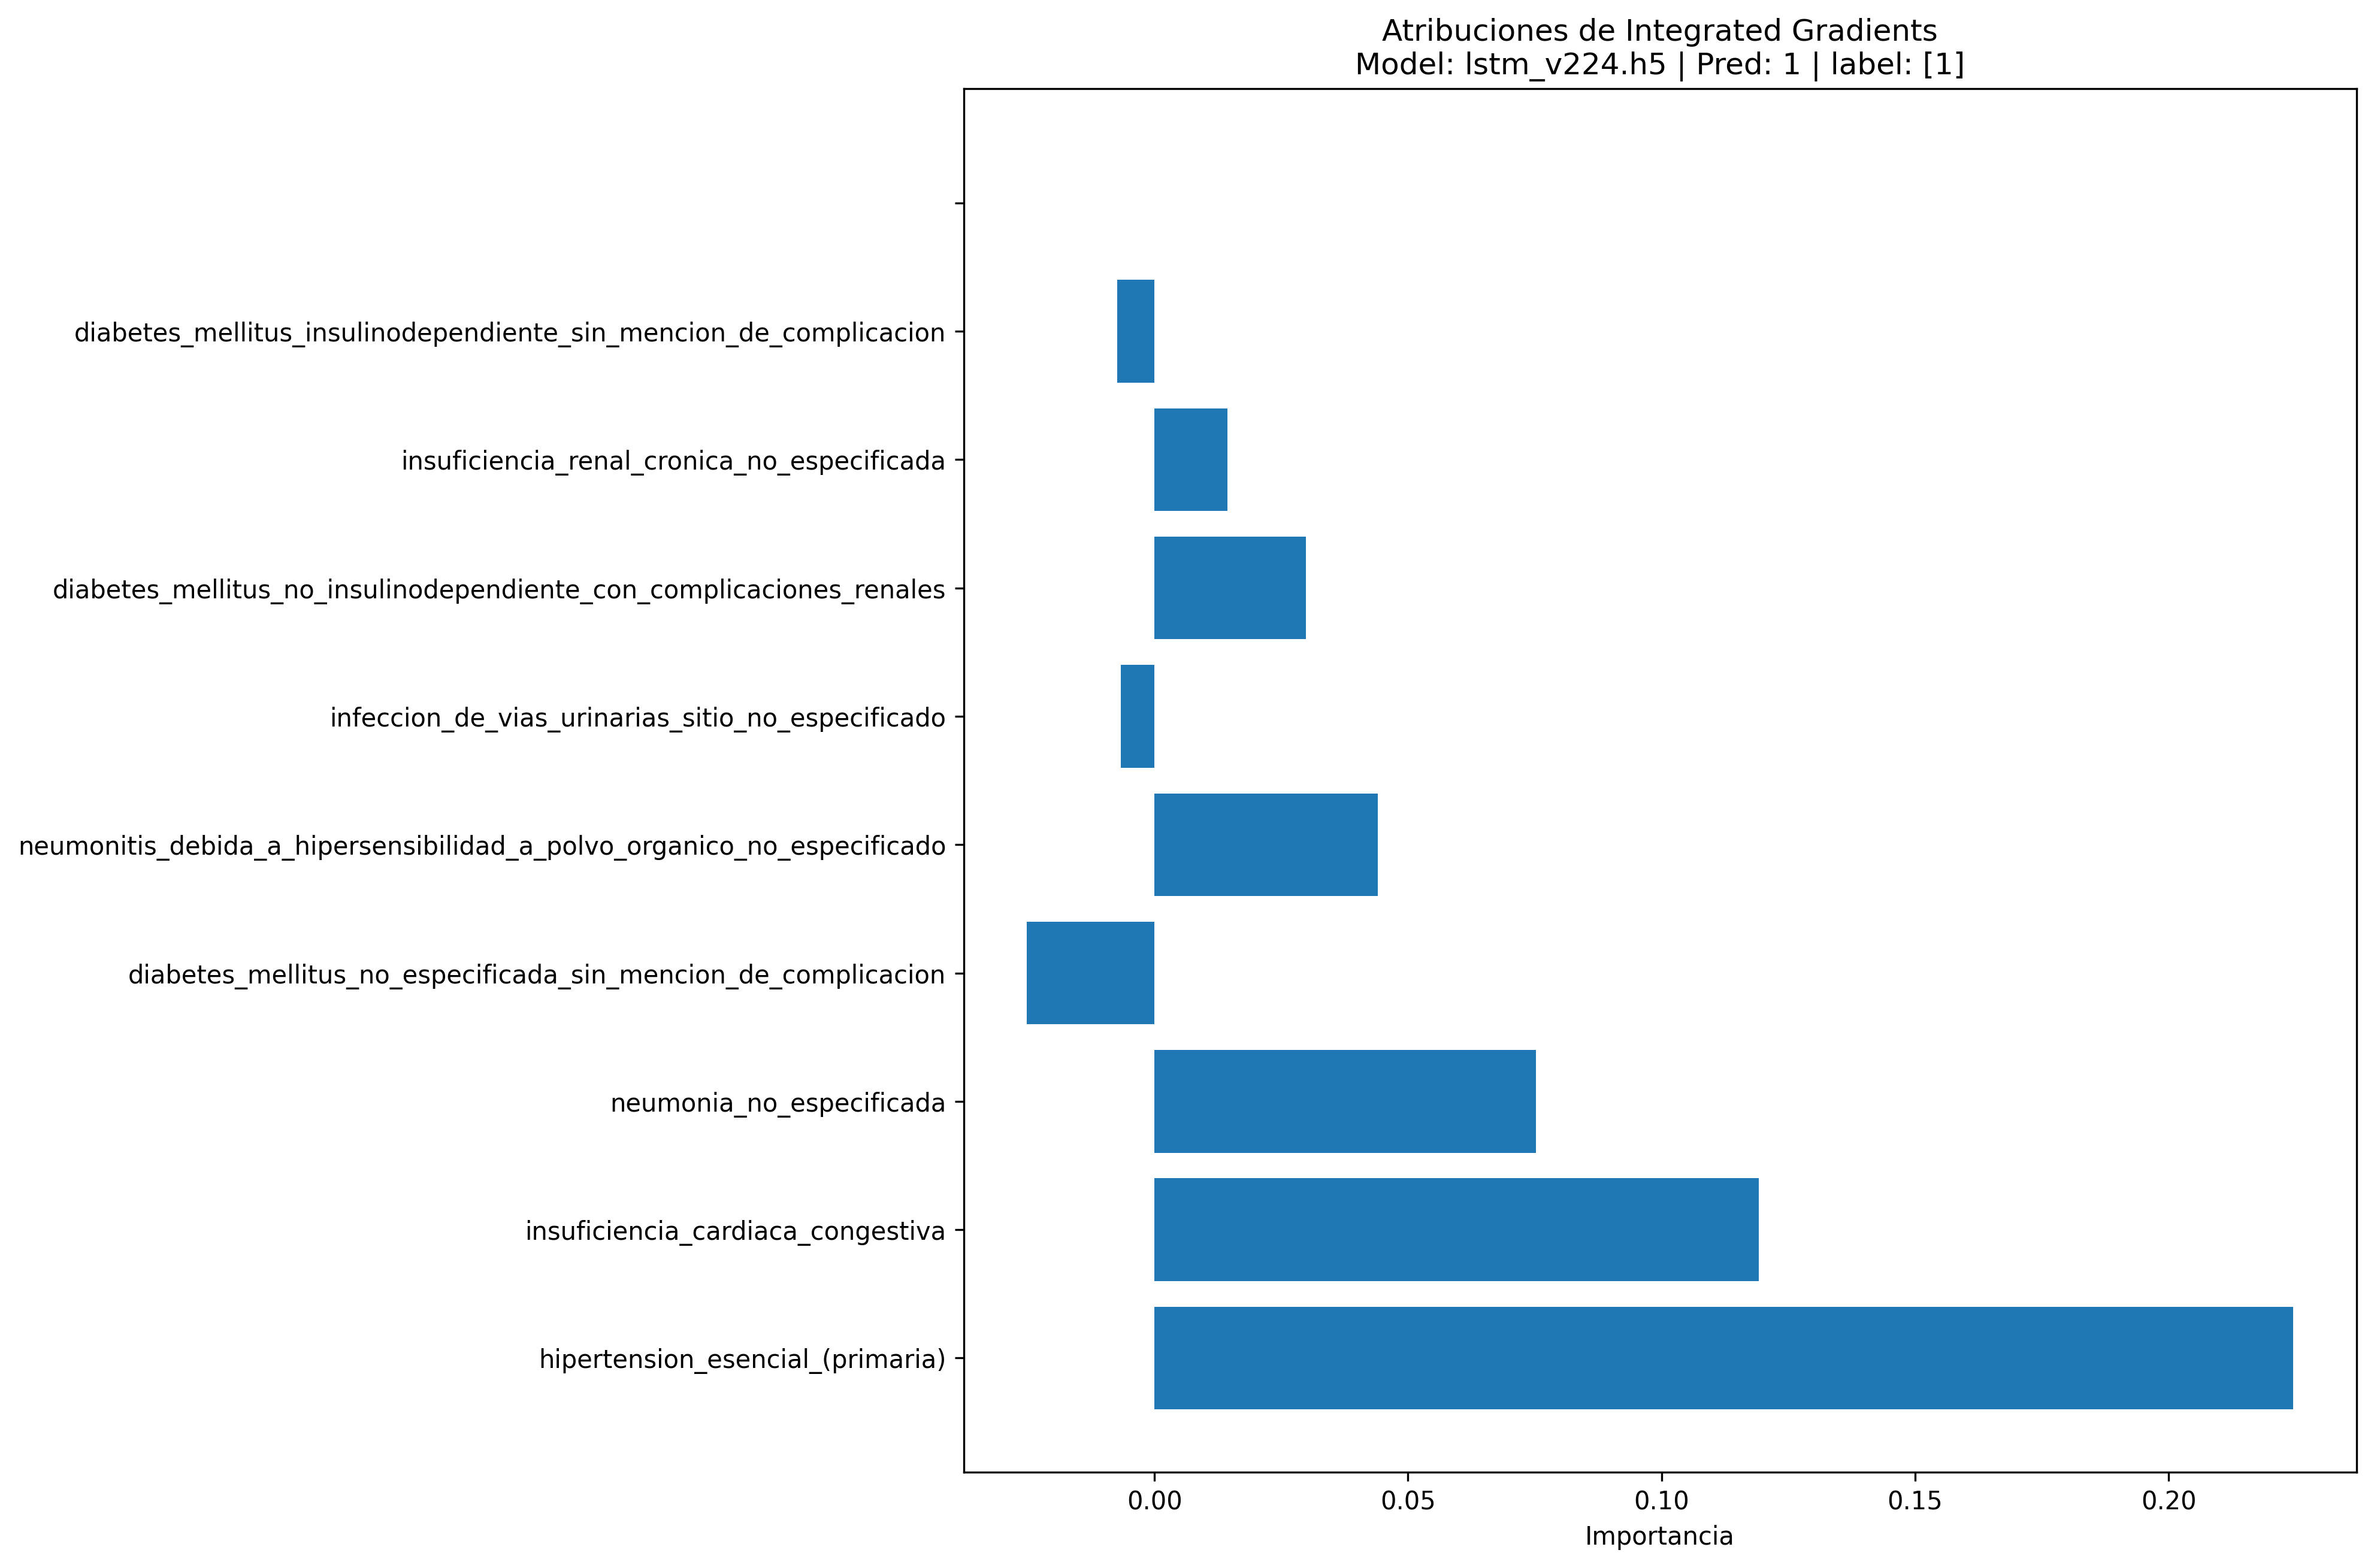 Atribuciones de Integrated Gradients
Model: lstm_v224.h5 | Pred: 1 | label: [1]
diabetes_mellitus_insulinodependiente_sin_mencion_de_complicacion
insuficiencia_renal_cronica_no_especificada
diabetes_mellitus_no_insulinodependiente_con_complicaciones_renales
infeccion_de_vias_urinarias_sitio_no_especificado
neumonitis_debida_a_hipersensibilidad_a_polvo_organico_no_especificado
diabetes_mellitus_no_especificada_sin_mencion_de_complicacion
neumonia_no_especificada
insuficiencia_cardiaca_congestiva
hipertension_esencial_(primaria)
0.00 0.05 0.10 0.15 0.20
Importancia